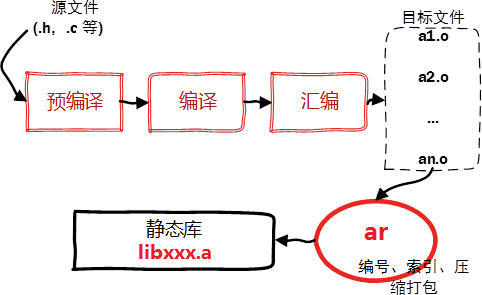 源文件
(.h，.c 等)
目标文件
a1.o
a2.o
...
an.o
预编译
编译
汇编
ar
编号、索引、压
缩打包
静态库
libxxx.a